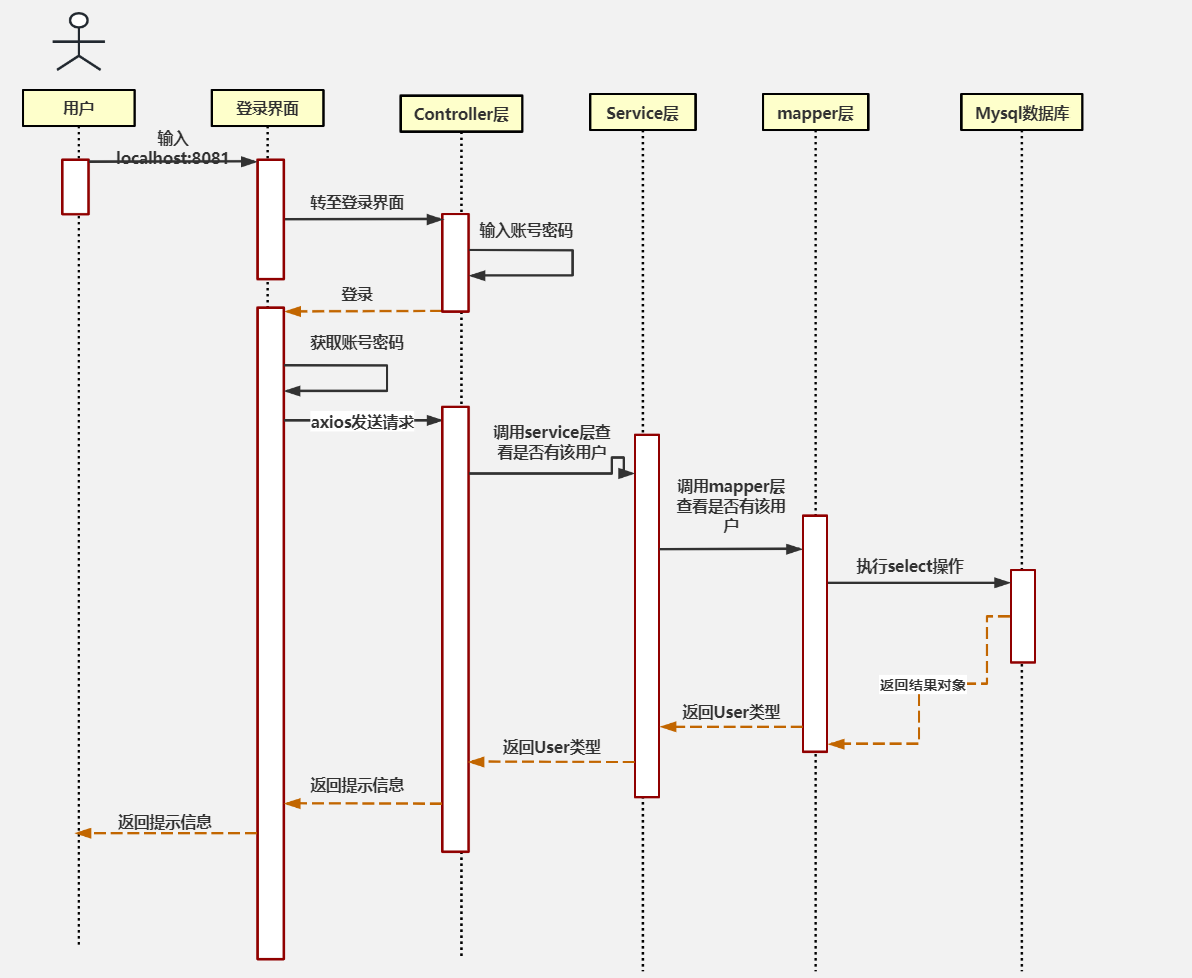 用户
登录界面
Controller层
Service层
mapper层
Mysql数据库
输入
localhost:8081
转至登录界面
输入账号密码
登录
获取账号密码
axios发送请求
调用service层查
看是否有该用户
调用mapper层
查看是否有该用
户
执行select操作
返回结果对象
返回User类型
返回User类型
返回提示信息
返回提示信息